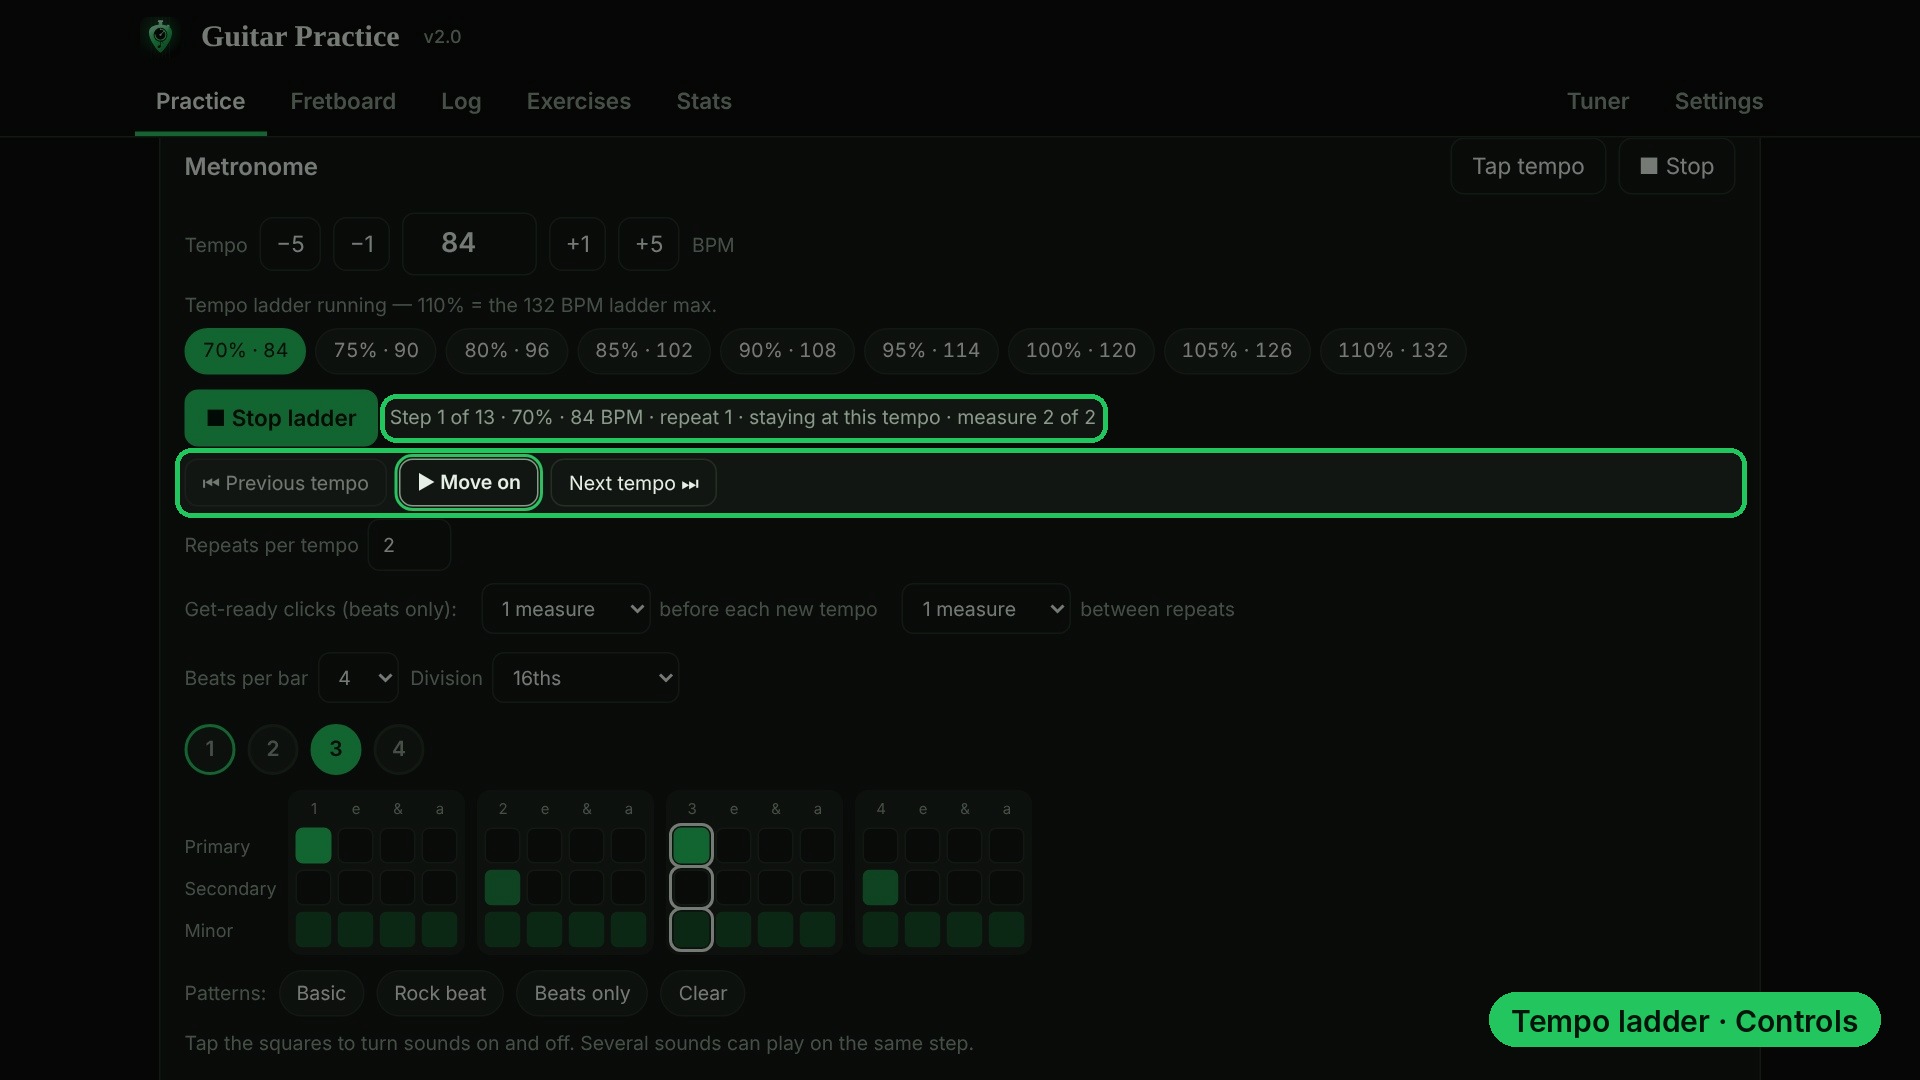 Guitar Practice v2.0
Practice Fretboard Log Exercises Stats Tuner Settings
Metronome Tap tempo ■ Stop
Tempo −5 −1 84 +1 +5 BPM
Tempo ladder running — 110% = the 132 BPM ladder max.
70% · 84 75% · 90 80% · 96 85% · 102 90% · 108 95% · 114 100% · 120 105% · 126 110% · 132
■ Stop ladder Step 1 of 13 · 70% · 84 BPM · repeat 1 · staying at this tempo · measure 2 of 2
⏮ Previous tempo ▶ Move on Next tempo ⏭
Repeats per tempo 2
Get-ready clicks (beats only): 1 measure before each new tempo 1 measure between repeats
Beats per bar 4 Division 16ths
1 2 3 4
1 e & a 2 e & a 3 e & a 4 e & a
Primary
Secondary
Minor
Patterns: Basic Rock beat Beats only Clear
Tempo ladder · Controls
Tap the squares to turn sounds on and off. Several sounds can play on the same step.